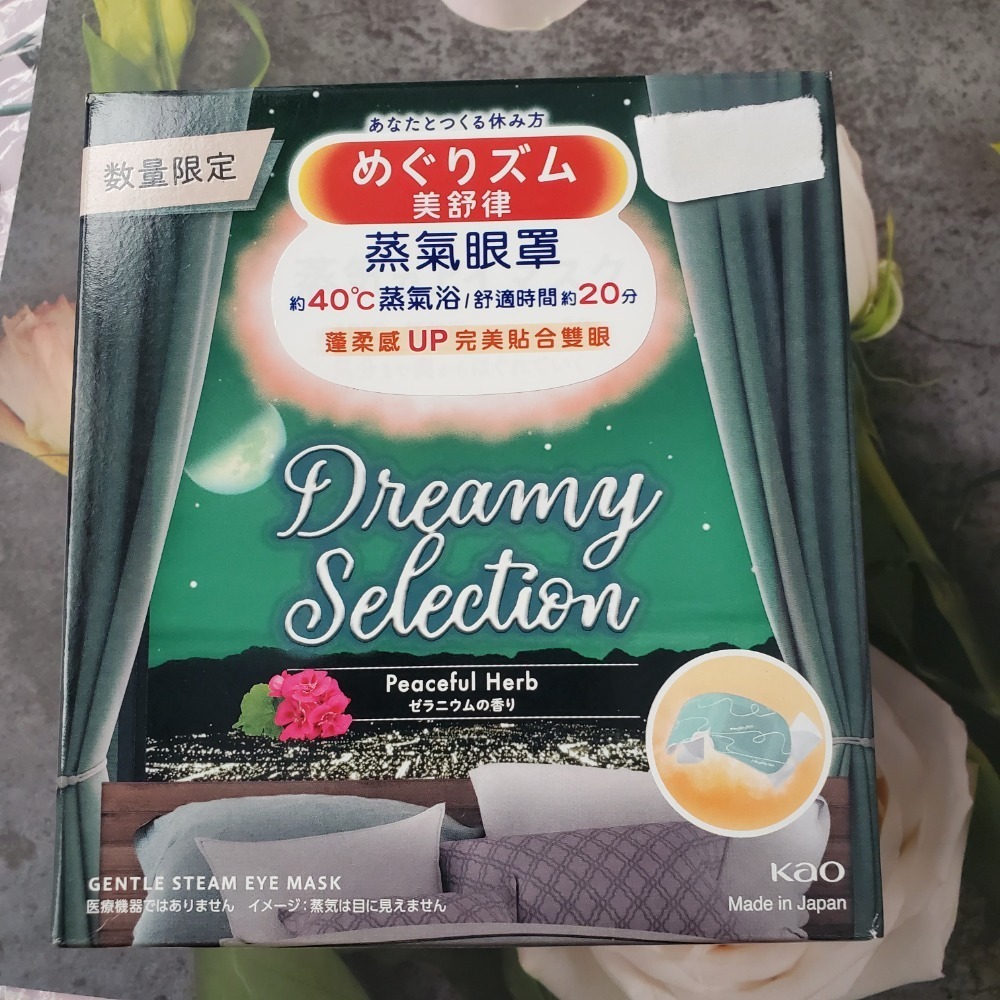 数量限定
あなたとつくる休み方
めぐりズム
美舒律
蒸氣眼罩
約40℃蒸氣浴/舒適時間約20分
蓬柔感UP完美貼合雙眼
Dreamy
Selection
Peaceful Herb
ゼラニウムの香り
GENTLE STEAM EYE MASK
医療機器ではありません イメージ:蒸気は目に見えません
Kao
Made in Japan